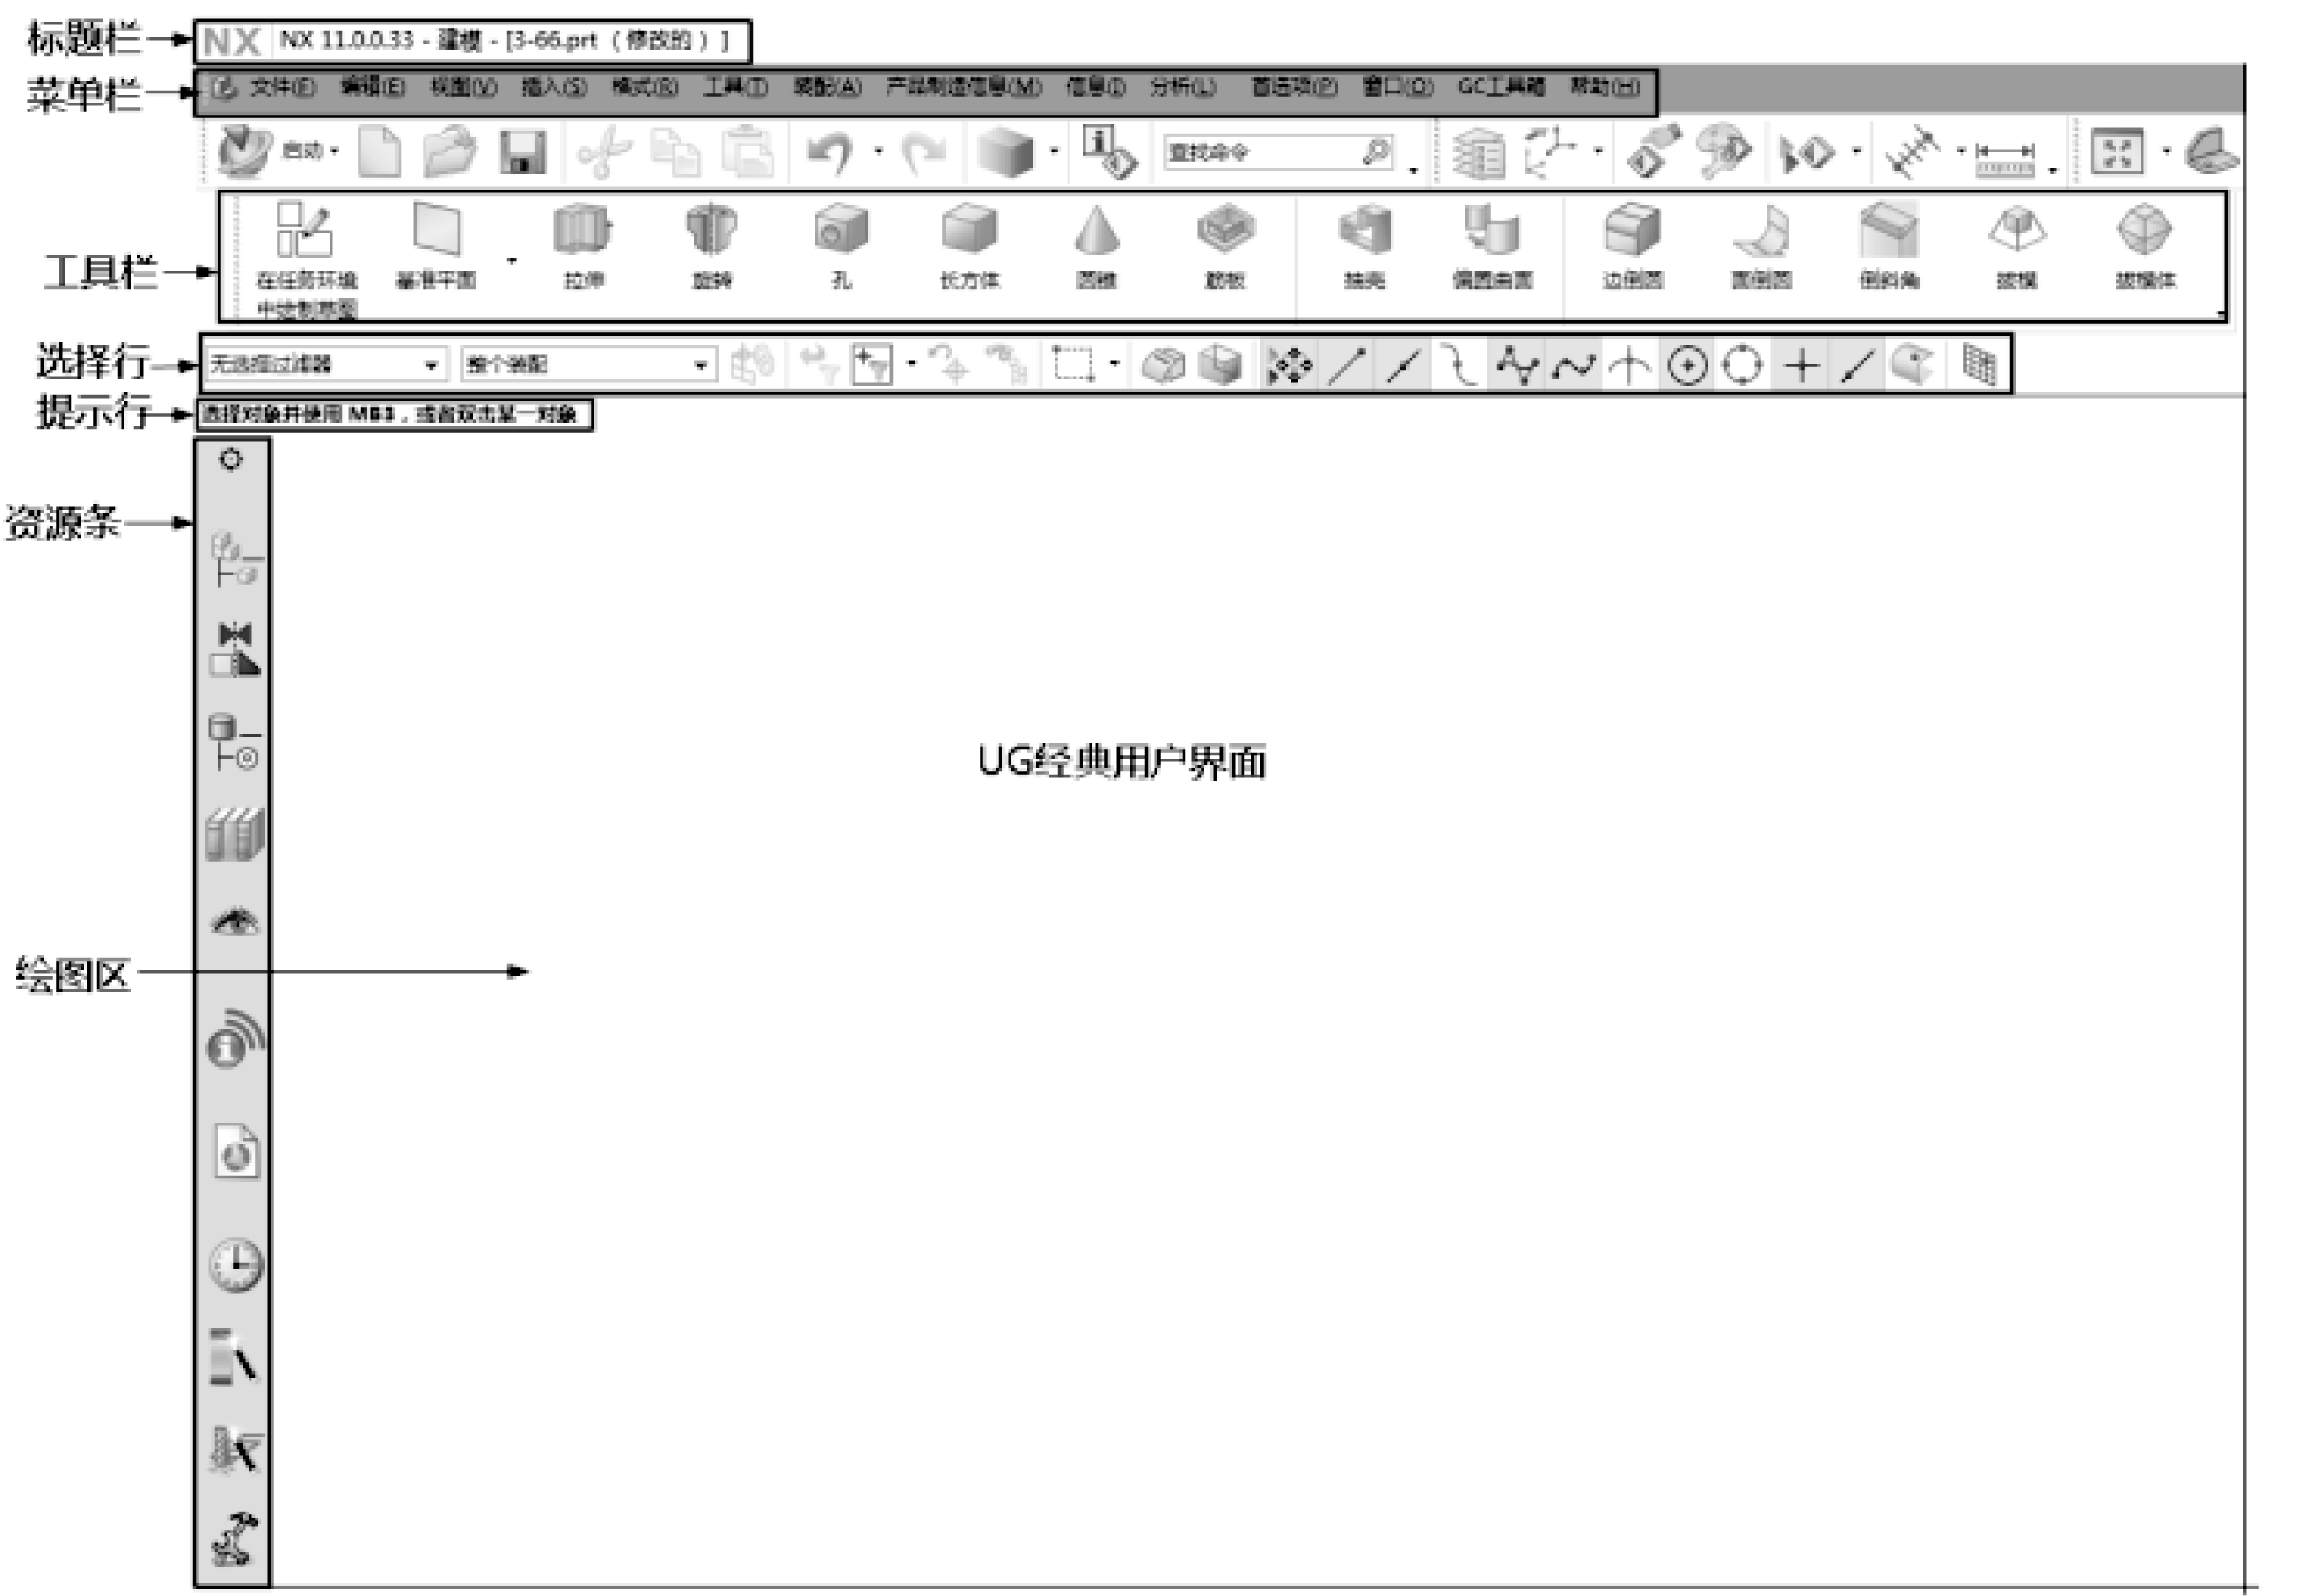 标题栏
NX NX 11.0.0.33 - 建模 - [3-66.prt （修改的）]
菜单栏
文件(F) 编辑(E) 视图(V) 插入(S) 格式(R) 工具(T) 装配(A) 产品制造信息(M) 信息(I) 分析(L) 首选项(P) 窗口(O) GC工具箱 帮助(H)
启动 查找命令
工具栏
在任务环境 基准平面 拉伸 旋转 孔 长方体 圆锥 筋板 抽壳 偏置曲面 边倒圆 面倒圆 倒斜角 拔模 拔模体
中绘制草图
选择行
无选择过滤器 整个装配
提示行
选择对象并使用 MB3，或者双击某一对象
资源条
UG经典用户界面
绘图区